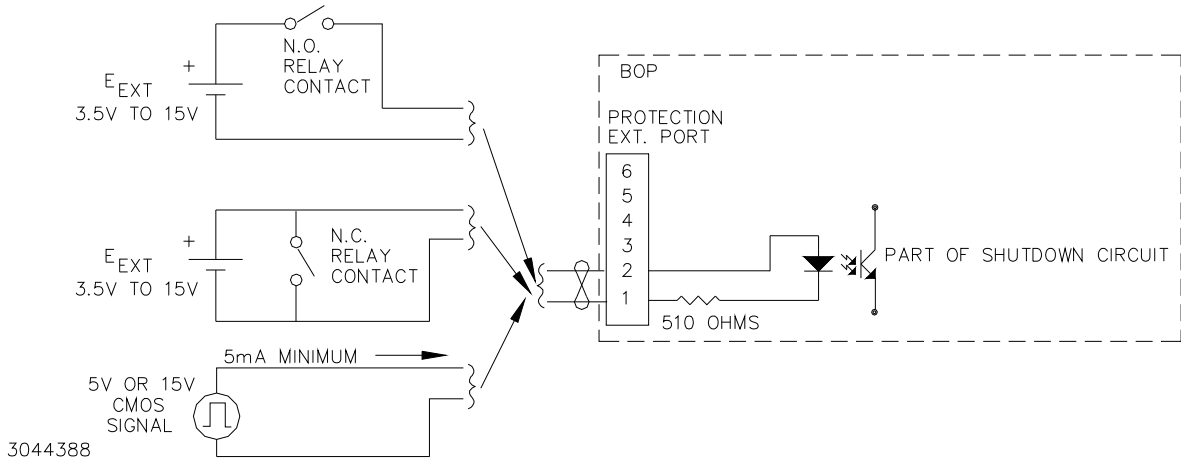 N.O.
RELAY
CONTACT
+
E EXT
3.5V TO 15V
N.C.
RELAY
CONTACT
+
E EXT
3.5V TO 15V
5mA MINIMUM
5V OR 15V
CMOS
SIGNAL
3044388
BOP
PROTECTION
EXT. PORT
6
5
4
3
2
1
510 OHMS
PART OF SHUTDOWN CIRCUIT